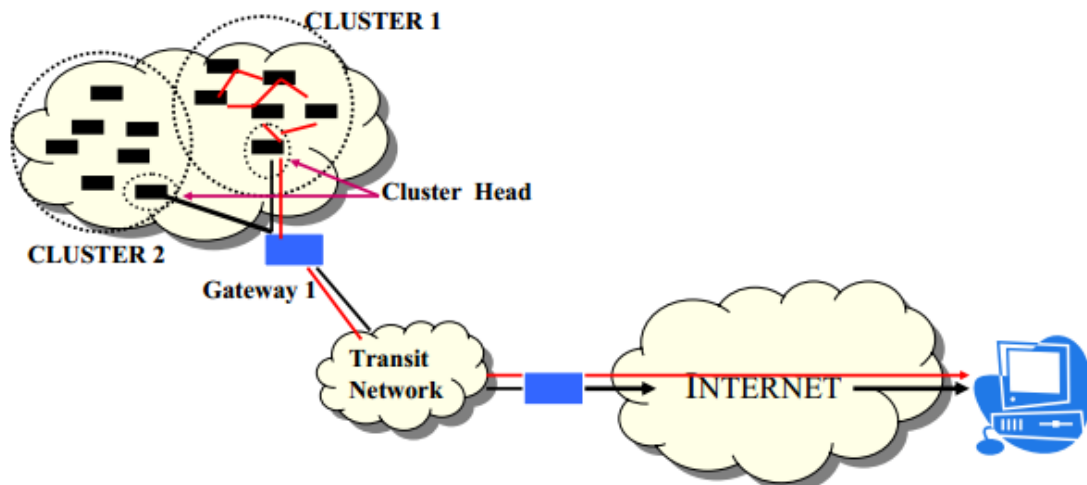 CLUSTER 1
Cluster Head
CLUSTER 2
Gateway 1
Transit
Network
INTERNET